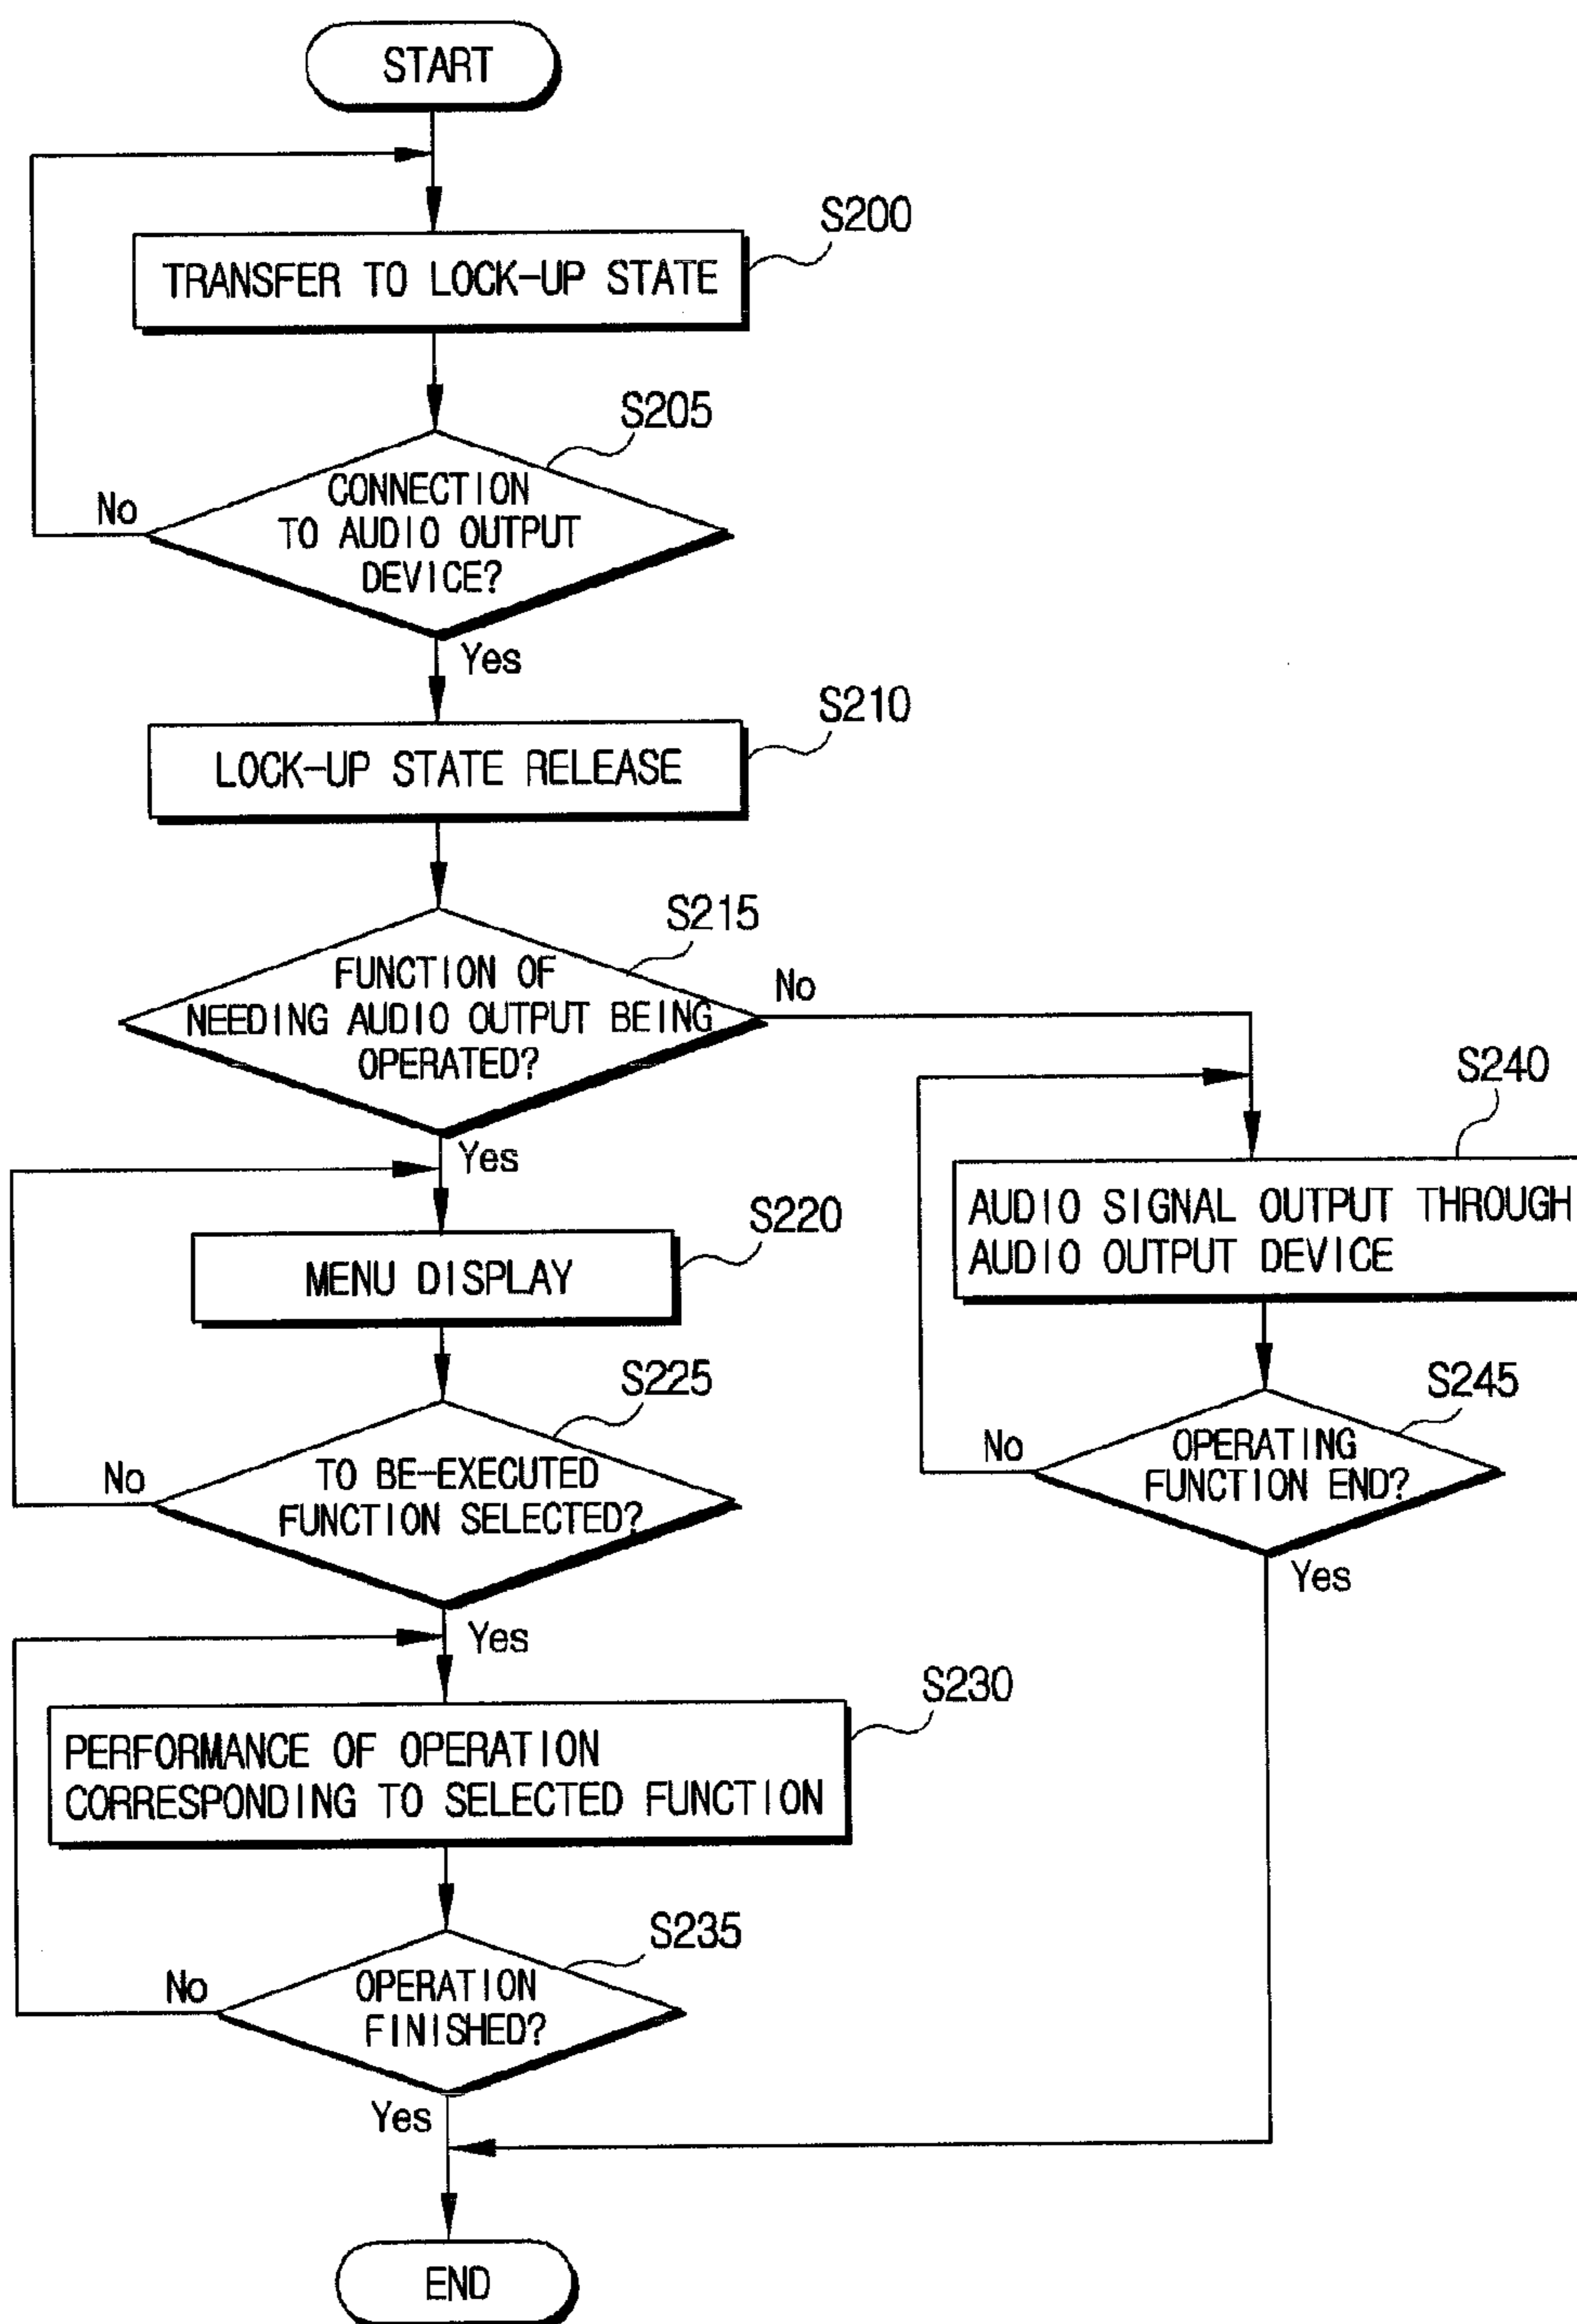 START
S200
TRANSFER TO LOCK-UP STATE
S205
CONNECTION
TO AUDIO OUTPUT
DEVICE?
No
Yes
S210
LOCK-UP STATE RELEASE
S215
FUNCTION OF
NEEDING AUDIO OUTPUT BEING
OPERATED?
No
Yes
S220
MENU DISPLAY
S225
TO BE-EXECUTED
FUNCTION SELECTED?
No
Yes
S230
PERFORMANCE OF OPERATION
CORRESPONDING TO SELECTED FUNCTION
S235
OPERATION
FINISHED?
No
Yes
S240
AUDIO SIGNAL OUTPUT THROUGH
AUDIO OUTPUT DEVICE
S245
OPERATING
FUNCTION END?
No
Yes
END